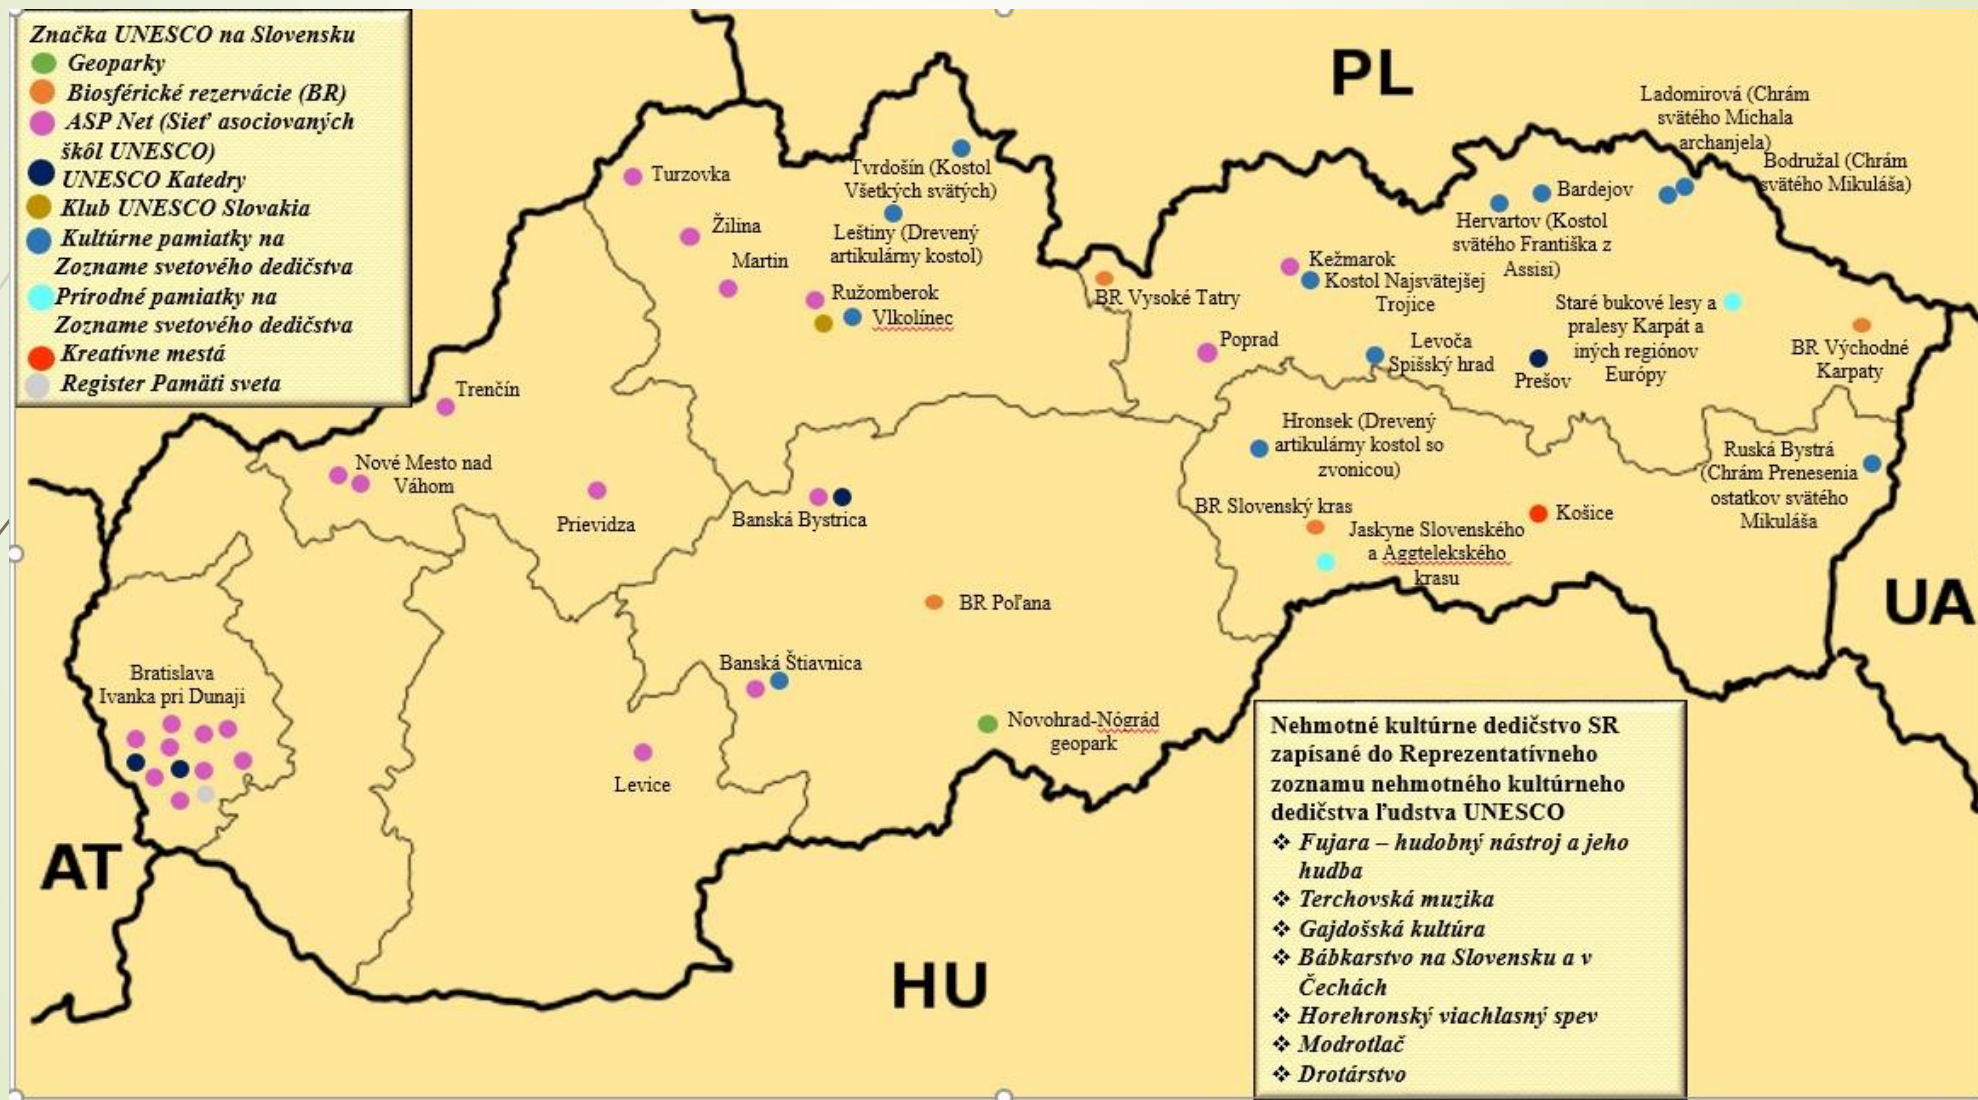 Značka UNESCO na Slovensku
Geoparky
Biosférické rezervácie (BR)
ASP Net (Sieť asociovaných
škôl UNESCO)
UNESCO Katedry
Klub UNESCO Slovakia
Kultúrne pamiatky na
Zozname svetového dedičstva
Prírodné pamiatky na
Zozname svetového dedičstva
Kreatívne mestá
Register Pamäti sveta
PL
Ladomirová (Chrám
svätého Michala
archanjela)
Bodružal (Chrám
svätého Mikuláša)
Turzovka
Tvrdošín (Kostol
Všetkých svätých)
Bardejov
Žilina
Leštiny (Drevený
artikulárny kostol)
Hervartov (Kostol
svätého Františka z
Assisi)
Martin
Kežmarok
Kostol Najsvätejšej
Trojice
Ružomberok
Vlkolínec
BR Vysoké Tatry
Staré bukové lesy a
pralesy Karpát a
iných regiónov
Európy
Poprad
Levoča
Spišský hrad
Prešov
BR Východné
Karpaty
Trenčín
Hronsek (Drevený
artikulárny kostol so
zvonicou)
Ruská Bystrá
(Chrám Prenesenia
ostatkov svätého
Mikuláša
Nové Mesto nad
Váhom
Prievidza
Banská Bystrica
BR Slovenský kras
Košice
Jaskyne Slovenského
a Aggtelekského
krasu
BR Poľana
UA
Bratislava
Ivanka pri Dunaji
Banská Štiavnica
Novohrad-Nógrád
geopark
Levice
AT
HU
Nehmotné kultúrne dedičstvo SR
zapísané do Reprezentatívneho
zoznamu nehmotného kultúrneho
dedičstva ľudstva UNESCO
❖ Fujara – hudobný nástroj a jeho
hudba
❖ Terchovská muzika
❖ Gajdošská kultúra
❖ Bábkarstvo na Slovensku a v
Čechách
❖ Horehronský viachlasný spev
❖ Modrotlač
❖ Drotárstvo